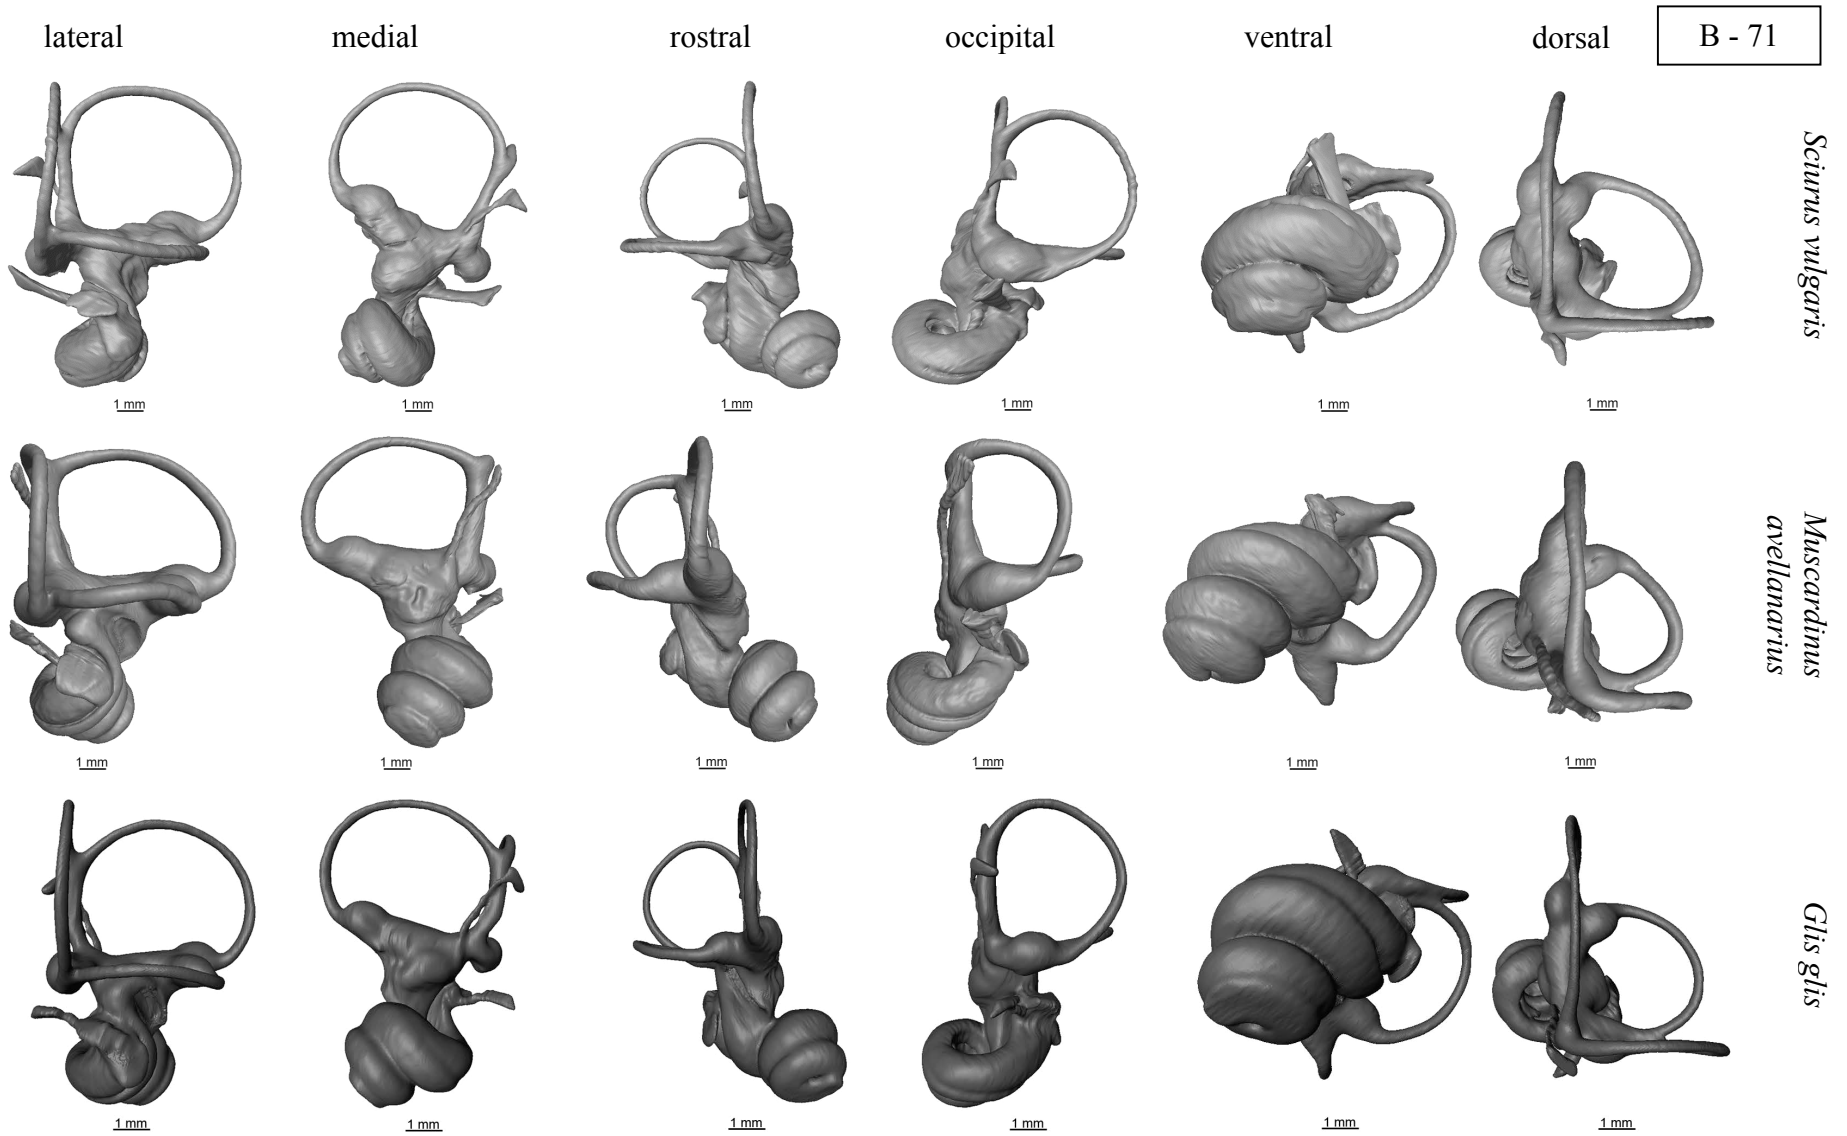 lateral medial rostral occipital ventral dorsal B - 71
Sciurus vulgaris
1 mm 1 mm 1 mm 1 mm 1 mm 1 mm
Muscardinus
avellanarius
1 mm 1 mm 1 mm 1 mm 1 mm 1 mm
Glis glis
1 mm 1 mm 1 mm 1 mm 1 mm 1 mm